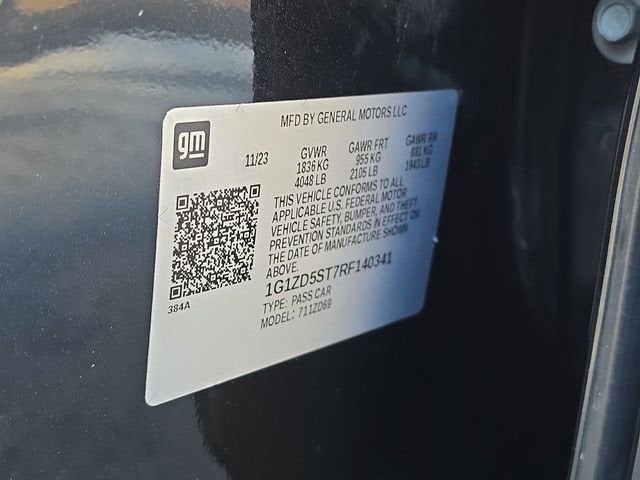 MFD BY GENERAL MOTORS LLC
gm
11/23
GVWR
1836 KG
4048 LB
GAWR FRT
955 KG
2105 LB
GAWR RR
881 KG
1943 LB
THIS VEHICLE CONFORMS TO ALL
APPLICABLE U.S. FEDERAL MOTOR
VEHICLE SAFETY, BUMPER, AND THEFT
PREVENTION STANDARDS IN EFFECT ON
THE DATE OF MANUFACTURE SHOWN
ABOVE.
1G1ZD5ST7RF140341
TYPE: PASS CAR
MODEL: 711ZD69
384A